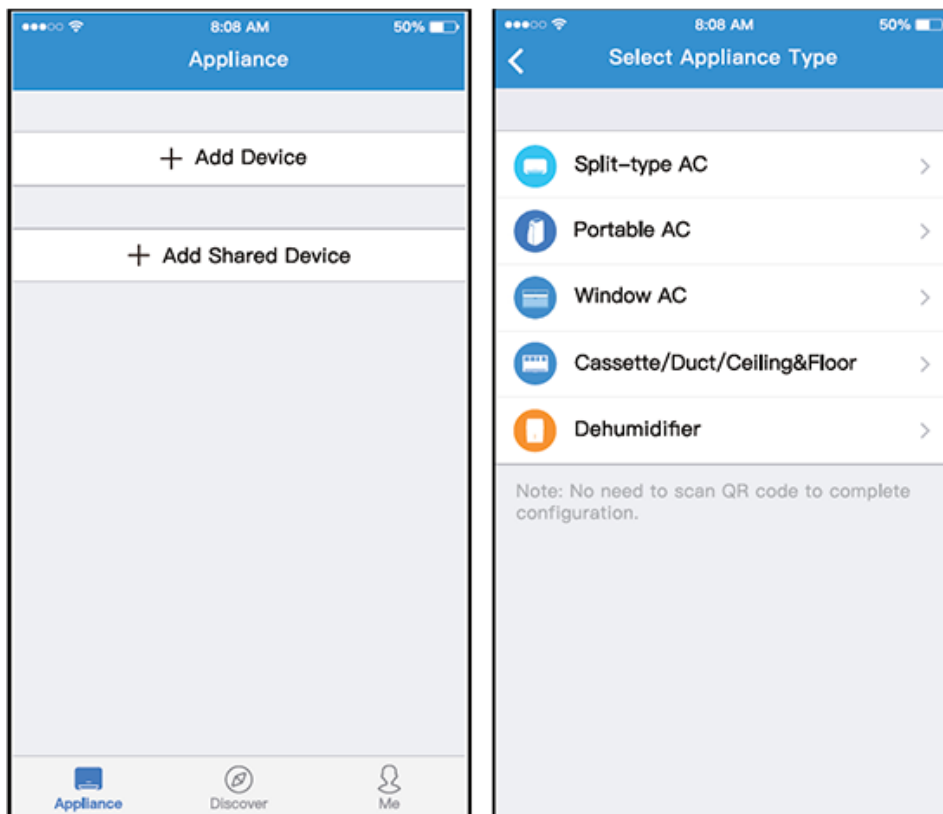 8:08 AM
50%
Appliance
+ Add Device
+ Add Shared Device
Appliance
Discover
Me
8:08 AM
50%
Select Appliance Type
Split-type AC
Portable AC
Window AC
Cassette/Duct/Ceiling&Floor
Dehumidifier
Note: No need to scan QR code to complete
configuration.